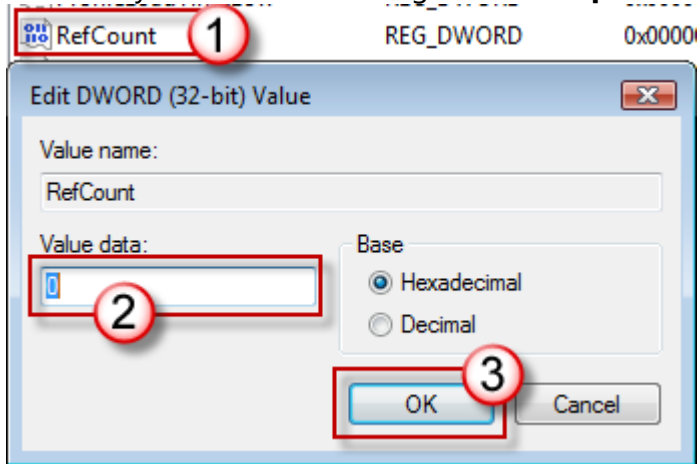 RefCount 1 REG_DWORD 0x00000
Edit DWORD (32-bit) Value
Value name:
RefCount
Value data: Base
0 Hexadecimal
2 Decimal
3
OK Cancel